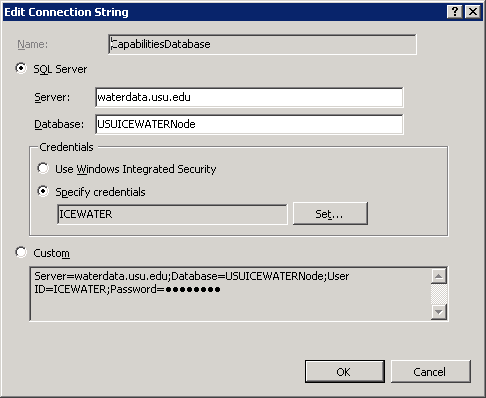 Edit Connection String
Name: CapabilitiesDatabase
SQL Server
Server: waterdata.usu.edu
Database: USUICEWATERNode
Credentials
Use Windows Integrated Security
Specify credentials
ICEWATER Set...
Custom
Server=waterdata.usu.edu;Database=USUICEWATERNode;User
ID=ICEWATER;Password=●●●●●●●●
OK Cancel